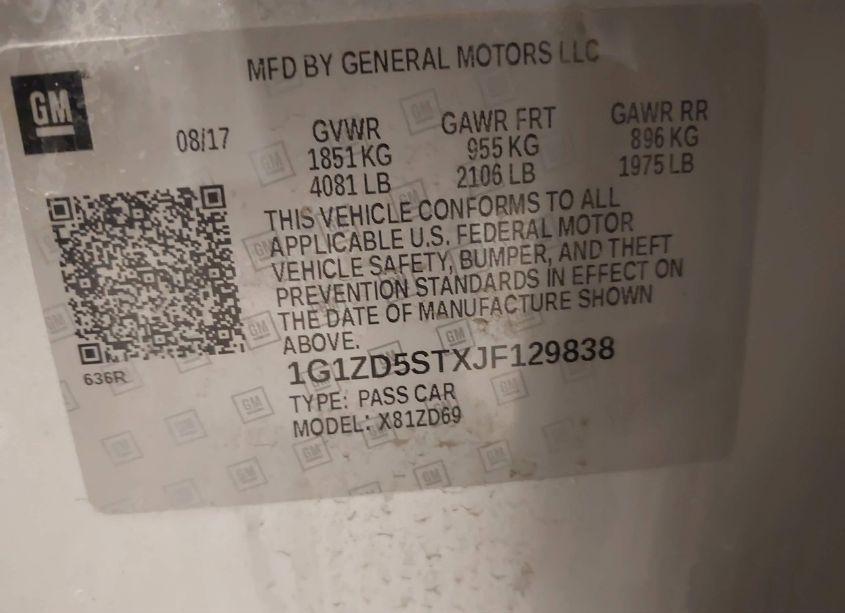 MFD BY GENERAL MOTORS LLC
GM
08/17
GVWR
1851 KG
4081 LB
GAWR FRT
955 KG
2106 LB
GAWR RR
896 KG
1975 LB
THIS VEHICLE CONFORMS TO ALL
APPLICABLE U.S. FEDERAL MOTOR
VEHICLE SAFETY, BUMPER, AND THEFT
PREVENTION STANDARDS IN EFFECT ON
THE DATE OF MANUFACTURE SHOWN
ABOVE.
636R
1G1ZD5STXJF129838
TYPE: PASS CAR
MODEL: X81ZD69